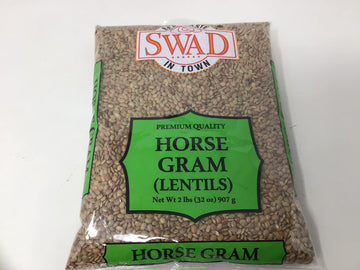 SWAD
IN TOWN
PREMIUM QUALITY
HORSE
GRAM
(LENTILS)
Net Wt 2 lbs (32 oz) 907 g
HORSE GRAM